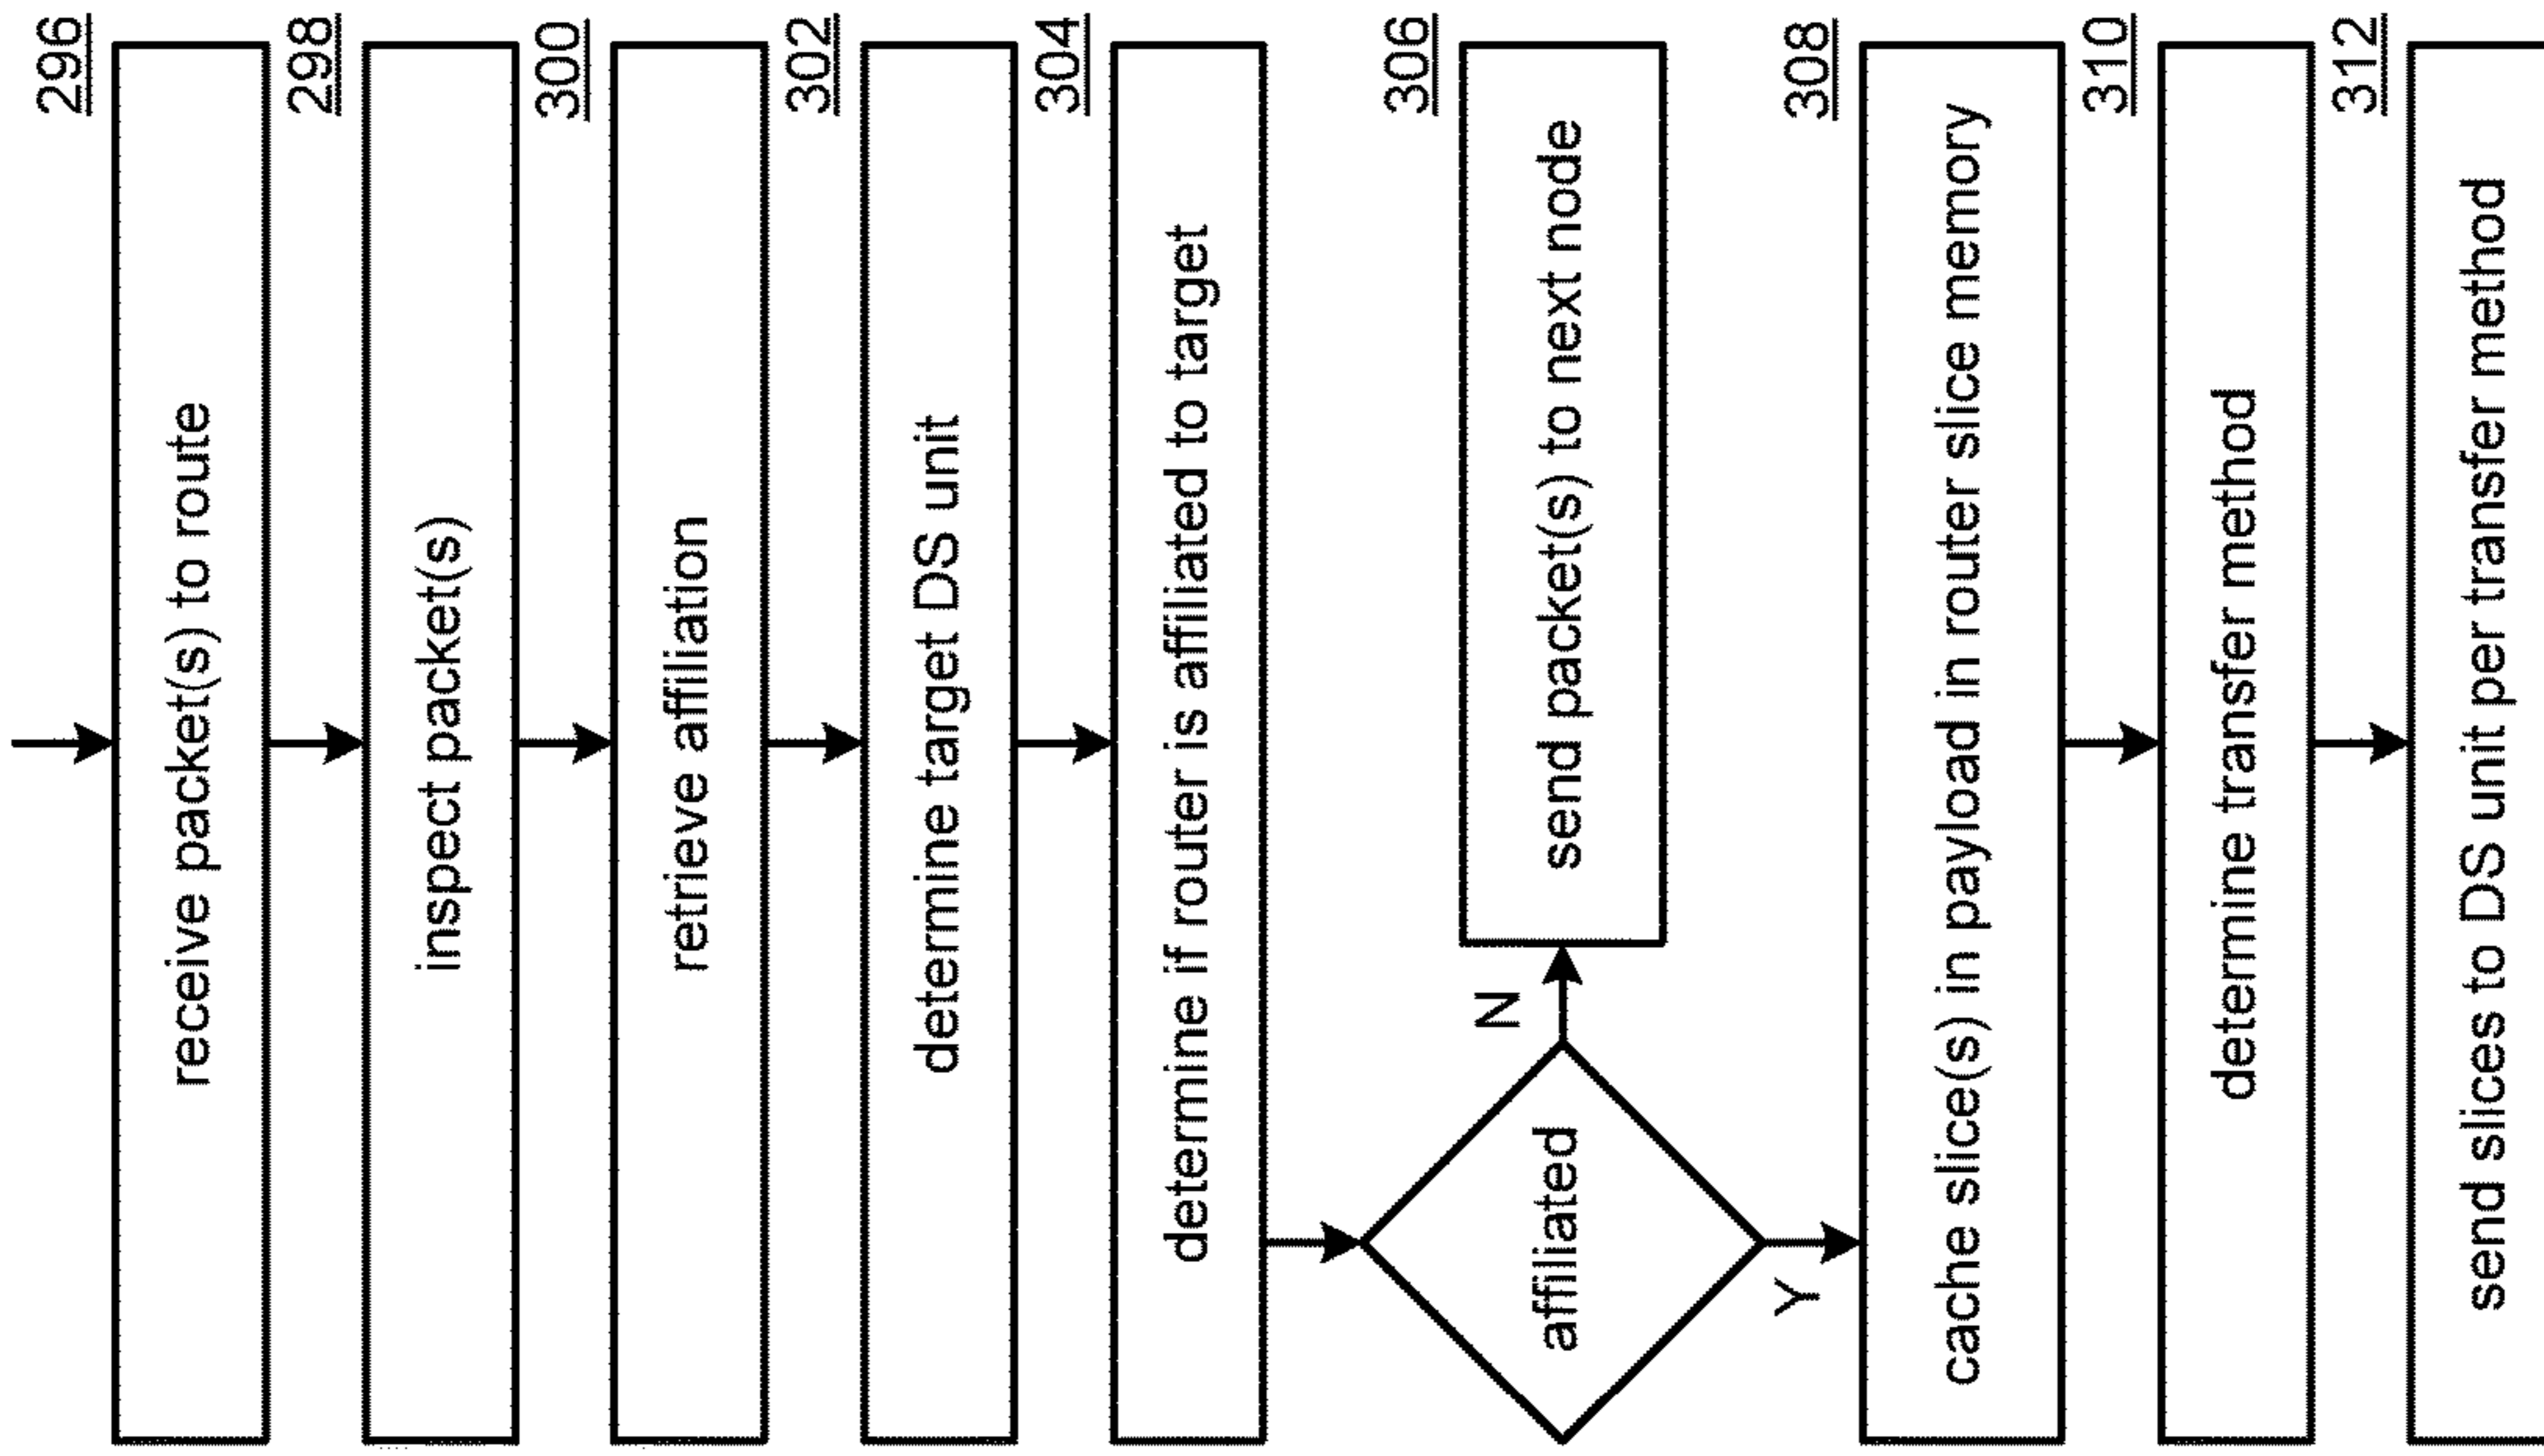 296
receive packet(s) to route
298
inspect packet(s)
300
retrieve affiliation
302
determine target DS unit
304
determine if router is affiliated to target
affiliated
N
306
send packet(s) to next node
Y
308
cache slice(s) in payload in router slice memory
310
determine transfer method
312
send slices to DS unit per transfer method